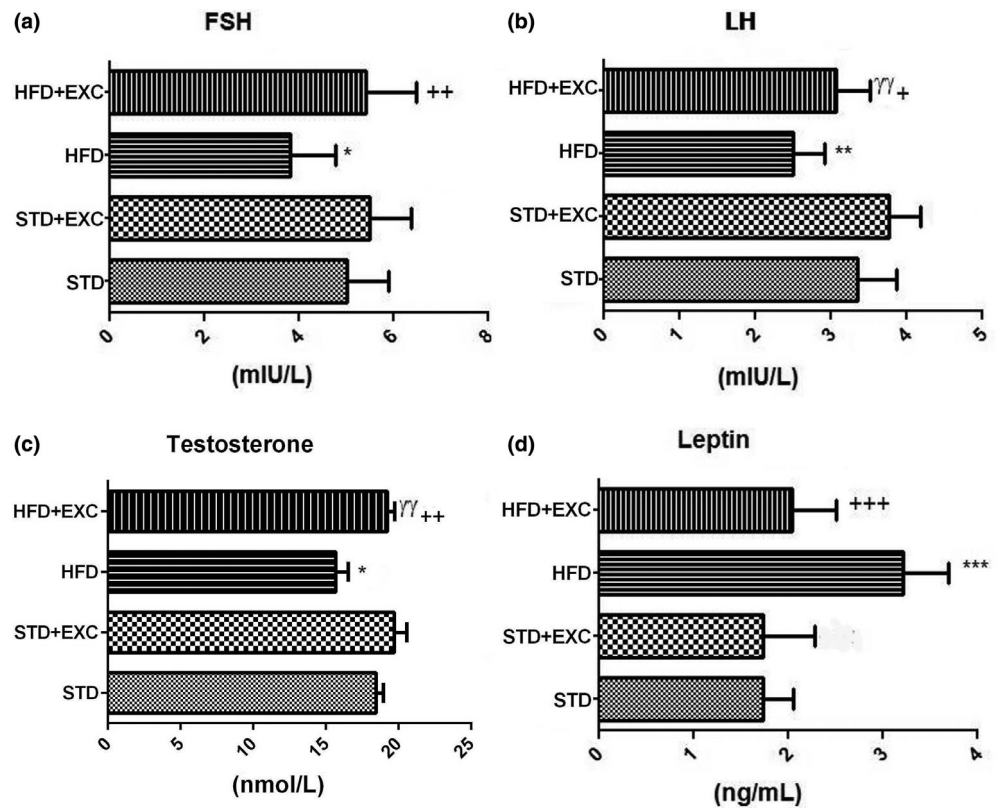 (a) FSH
HFD+EXC ++
HFD *
STD+EXC
STD
0 2 4 6 8
(mIU/L)
(b) LH
HFD+EXC γγ +
HFD **
STD+EXC
STD
0 1 2 3 4 5
(mIU/L)
(c) Testosterone
HFD+EXC γγ ++
HFD *
STD+EXC
STD
0 5 10 15 20 25
(nmol/L)
(d) Leptin
HFD+EXC +++
HFD ***
STD+EXC
STD
0 1 2 3 4
(ng/mL)